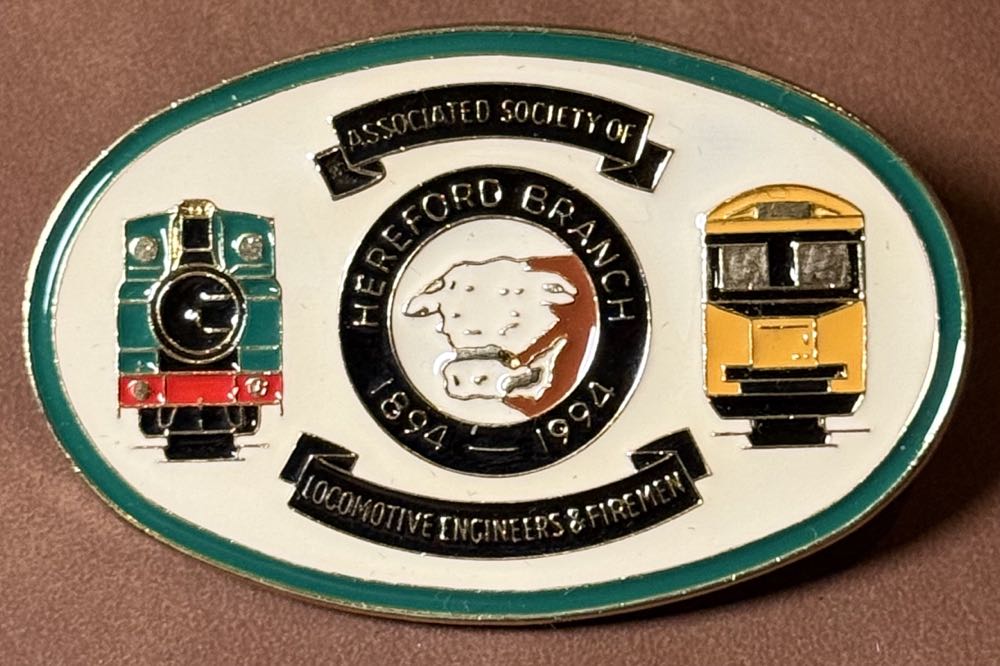 ASSOCIATED SOCIETY OF
HEREFORD BRANCH
1894 — 1994
LOCOMOTIVE ENGINEERS & FIREMEN